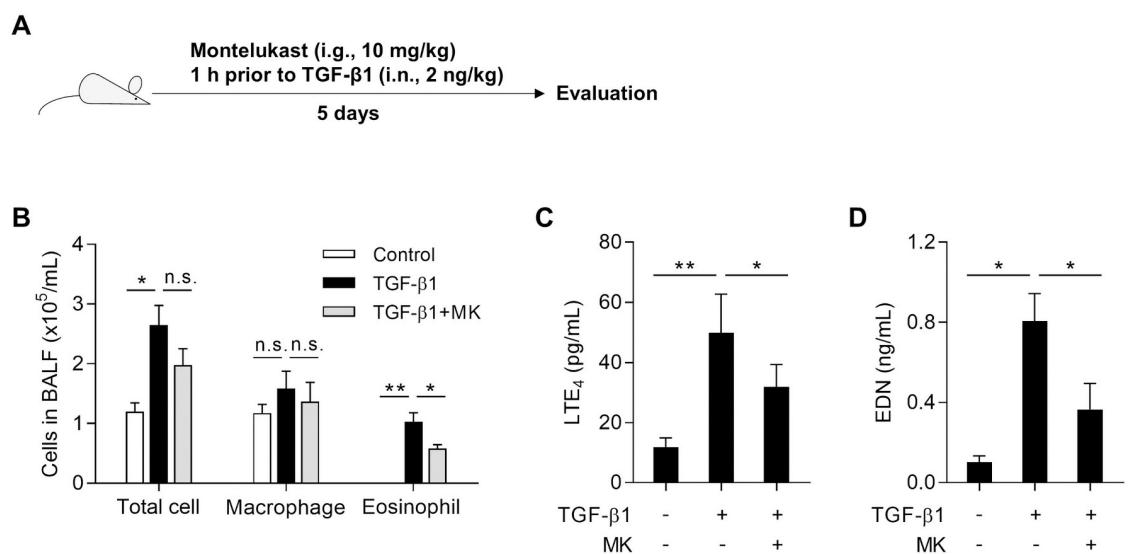 A
Montelukast (i.g., 10 mg/kg)
1 h prior to TGF-β1 (i.n., 2 ng/kg)
Evaluation
5 days
B
Cells in BALF (x10⁵/mL)
4
3
2
1
0
Control
TGF-β1
TGF-β1+MK
* n.s.
n.s. n.s.
** *
Total cell Macrophage Eosinophil
C
LTE₄ (pg/mL)
80
60
40
20
0
** *
TGF-β1 - + +
MK - - +
D
EDN (ng/mL)
1.2
0.8
0.4
0.0
* *
TGF-β1 - + +
MK - - +